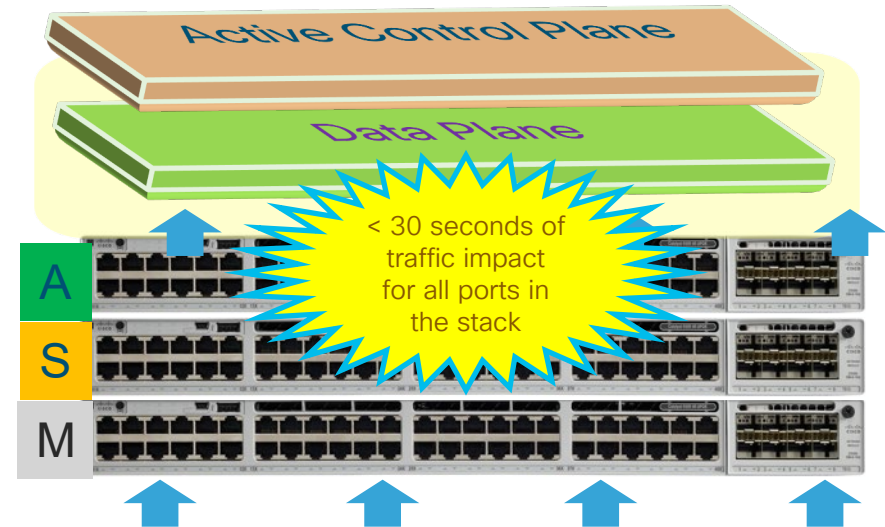 Active Control Plane
Data Plane
< 30 seconds of
traffic impact
for all ports in
the stack
A
S
M